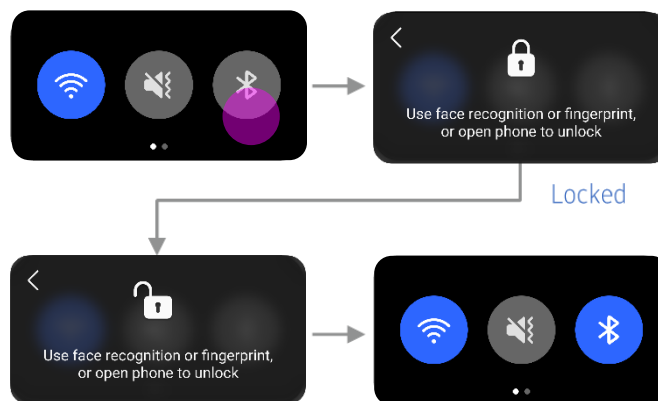 Use face recognition or fingerprint,
or open phone to unlock
Locked
Use face recognition or fingerprint,
or open phone to unlock